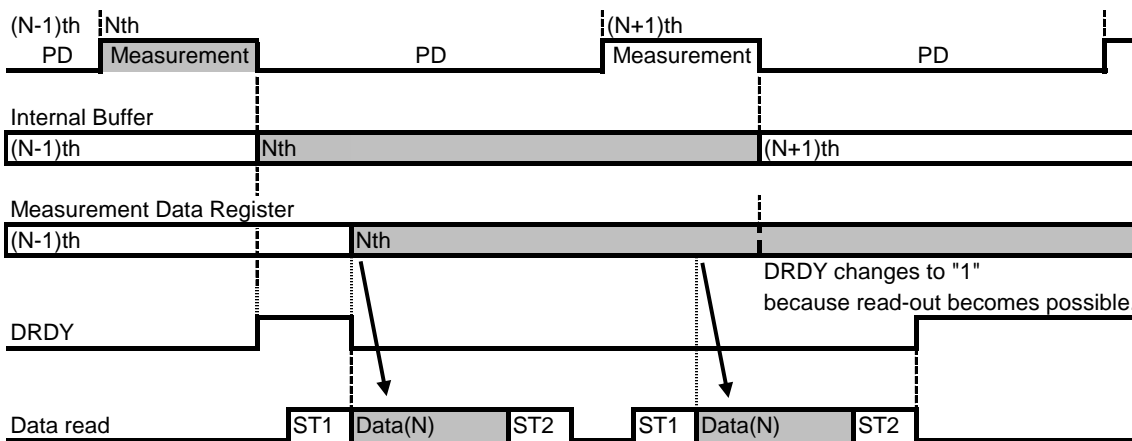 (N-1)th Nth (N+1)th
PD Measurement PD Measurement PD
Internal Buffer
(N-1)th Nth (N+1)th
Measurement Data Register
(N-1)th Nth
DRDY changes to "1"
because read-out becomes possible
DRDY
Data read ST1 Data(N) ST2 ST1 Data(N) ST2